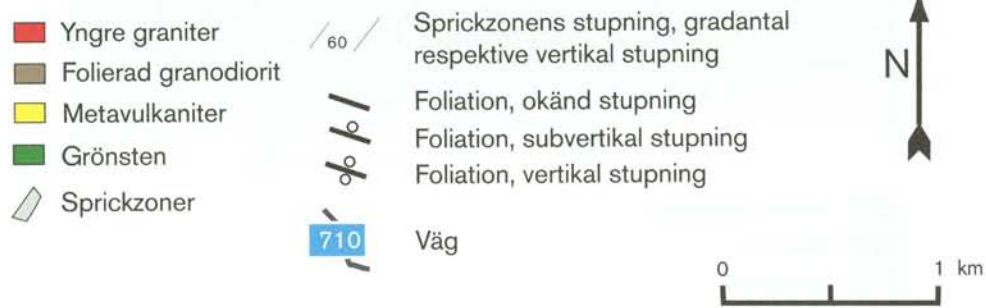 Yngre graniter
Folierad granodiorit
Metavulkaniter
Grönsten
Sprickzoner
60
Sprickzonens stupning, gradantal
respektive vertikal stupning
Foliation, okänd stupning
Foliation, subvertikal stupning
Foliation, vertikal stupning
710
Väg
N
0 1 km